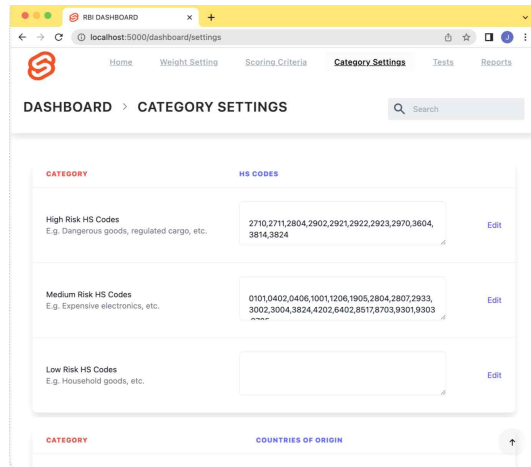 RBI DASHBOARD
localhost:5000/dashboard/settings
J
Home Weight Setting Scoring Criteria Category Settings Tests Reports
DASHBOARD > CATEGORY SETTINGS
Search
CATEGORY HS CODES
High Risk HS Codes
E.g. Dangerous goods, regulated cargo, etc.
2710,2711,2804,2902,2921,2922,2923,2970,3604,
3814,3824
Edit
Medium Risk HS Codes
E.g. Expensive electronics, etc.
0101,0402,0406,1001,1206,1905,2804,2807,2933,
3002,3004,3824,4202,6402,8517,8703,9301,9303
Edit
Low Risk HS Codes
E.g. Household goods, etc.
Edit
CATEGORY COUNTRIES OF ORIGIN